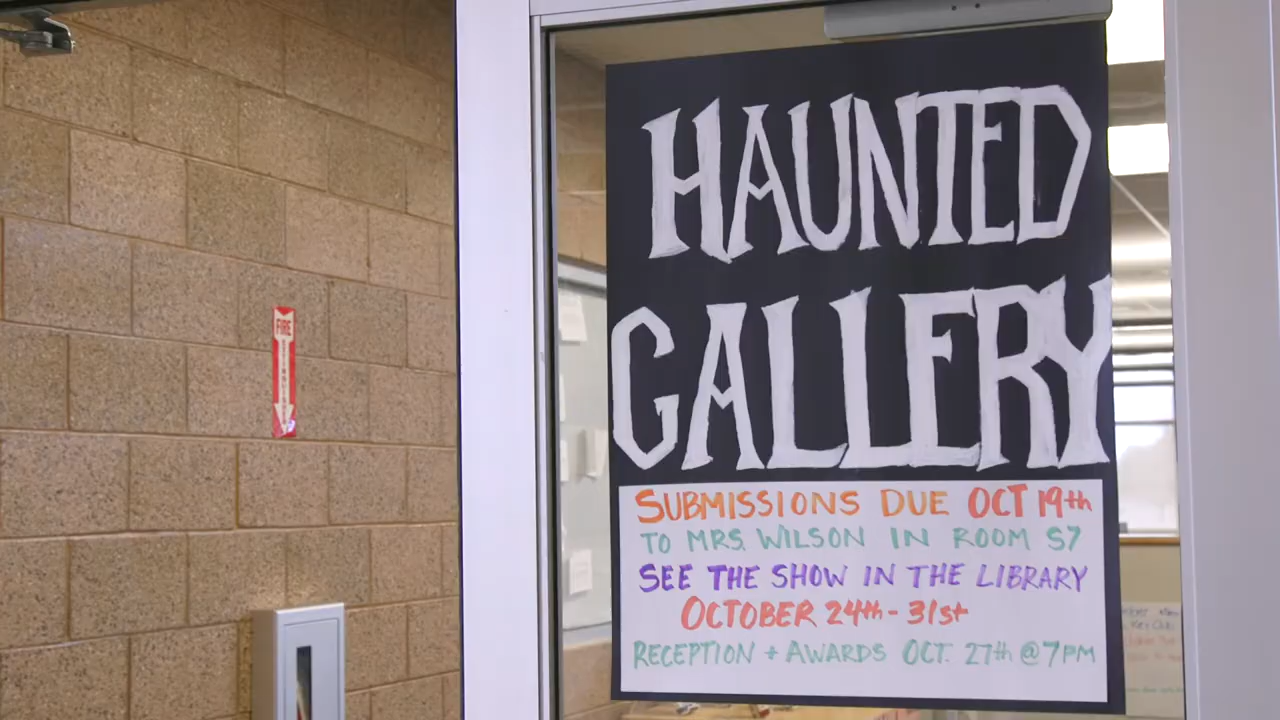 HAUNTED
GALLERY
SUBMISSIONS DUE OCT 19th
TO MRS. WILSON IN ROOM S7
SEE THE SHOW IN THE LIBRARY
OCTOBER 24th - 31st
RECEPTION + AWARDS OCT. 27th @ 7PM
FIRE
EXTINGUISHER